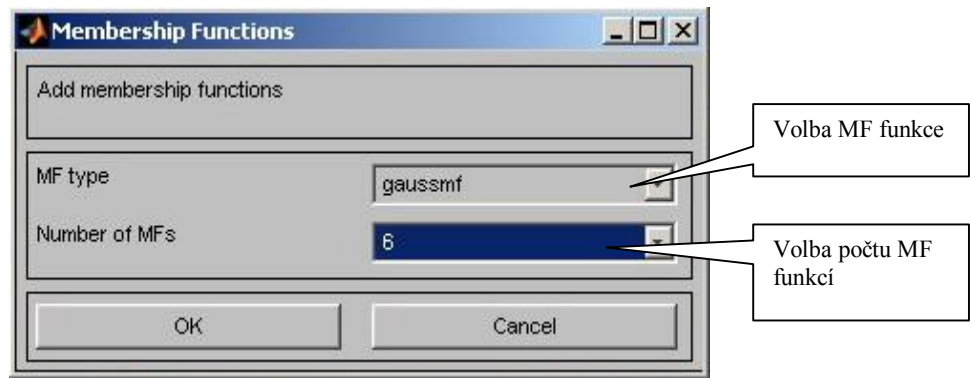 Membership Functions
Add membership functions
MF type
gaussmf
Number of MFs
6
OK
Cancel
Volba MF funkce
Volba počtu MF
funkcí